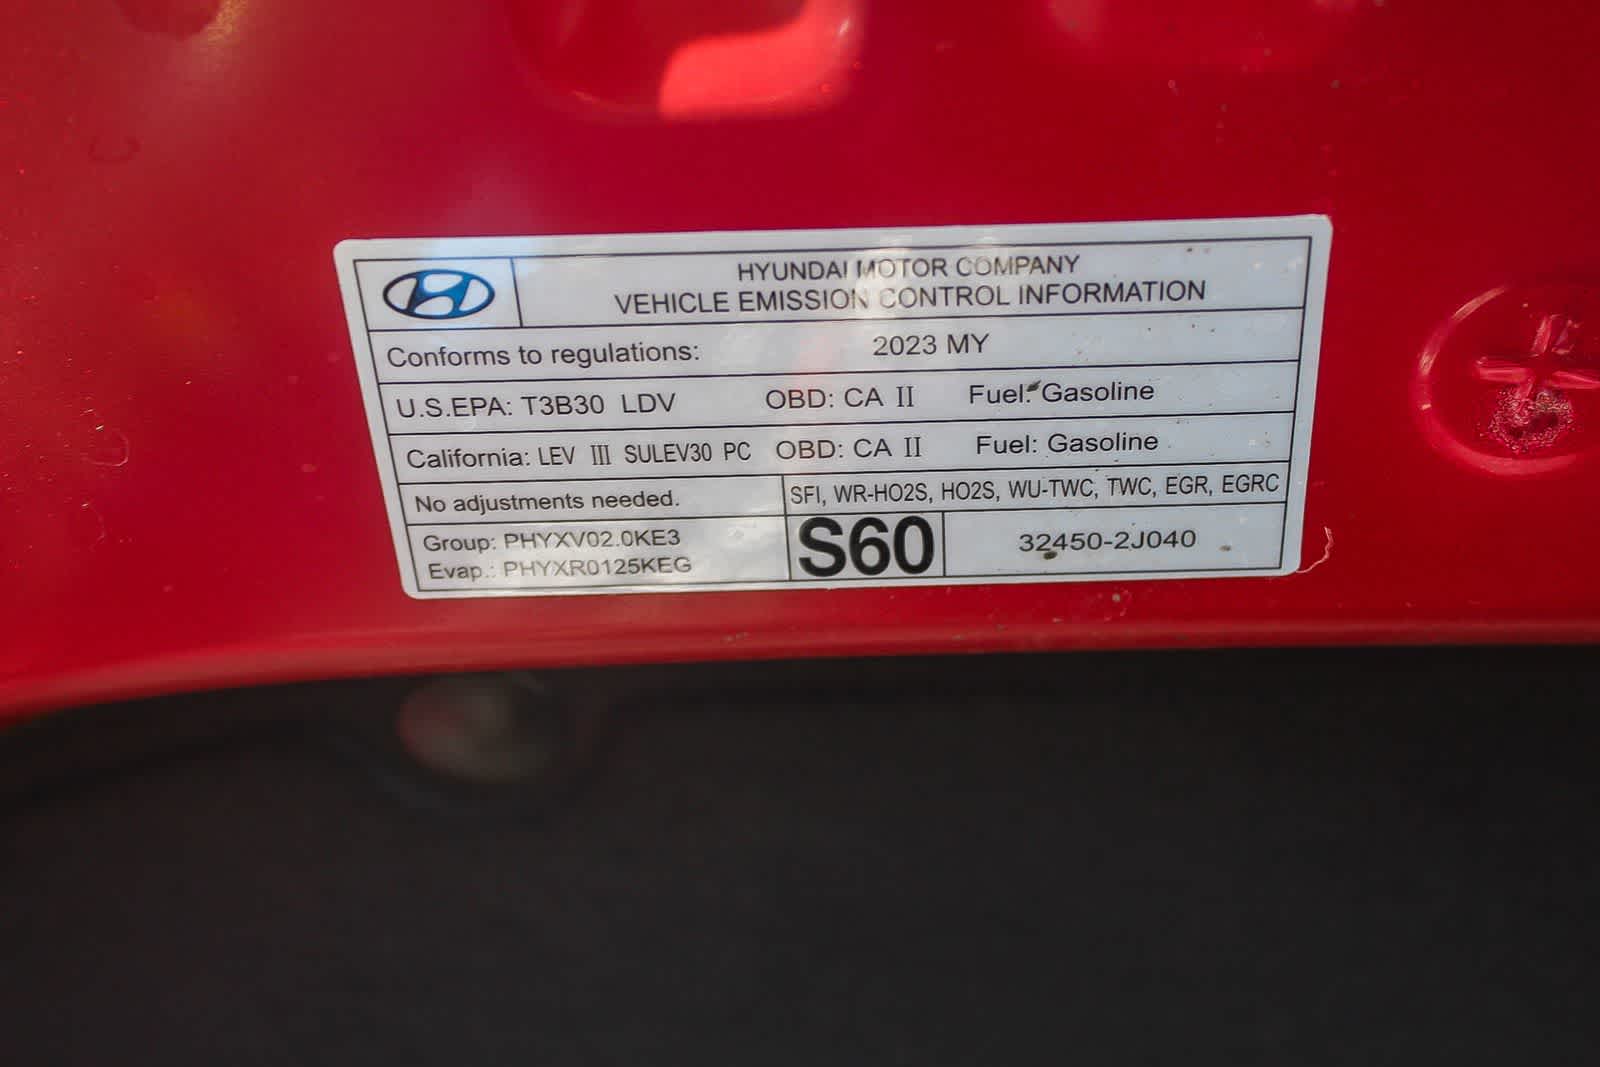 HYUNDAI MOTOR COMPANY
VEHICLE EMISSION CONTROL INFORMATION
Conforms to regulations: 2023 MY
U.S.EPA: T3B30 LDV OBD: CA II Fuel: Gasoline
California: LEV III SULEV30 PC OBD: CA II Fuel: Gasoline
No adjustments needed. SFI, WR-HO2S, HO2S, WU-TWC, TWC, EGR, EGRC
Group: PHYXV02.0KE3
Evap.: PHYXR0125KEG
S60
32450-2J040